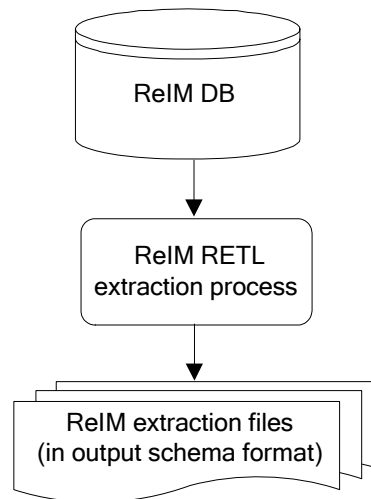 ReIM DB
ReIM RETL
extraction process
ReIM extraction files
(in output schema format)